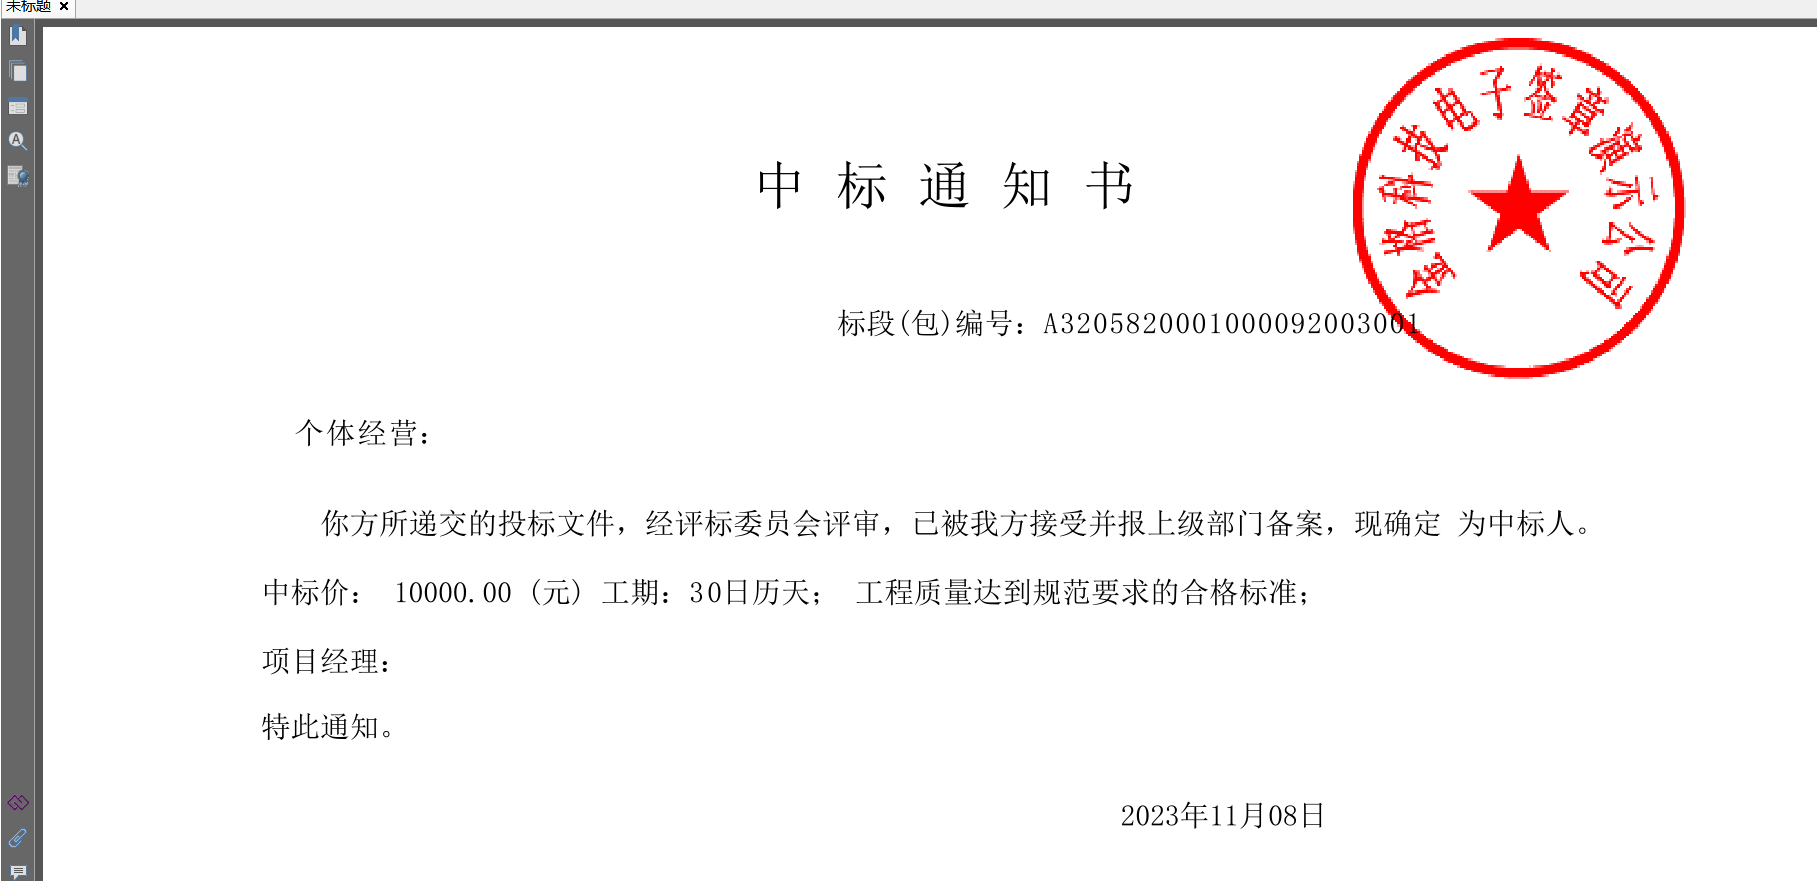 未标题
中标通知书
金格科技电子签章演示公司
标段(包)编号：A3205820001000092003001
个体经营：
你方所递交的投标文件，经评标委员会评审，已被我方接受并报上级部门备案，现确定 为中标人。
中标价： 10000.00 (元) 工期：30日历天； 工程质量达到规范要求的合格标准；
项目经理：
特此通知。
2023年11月08日